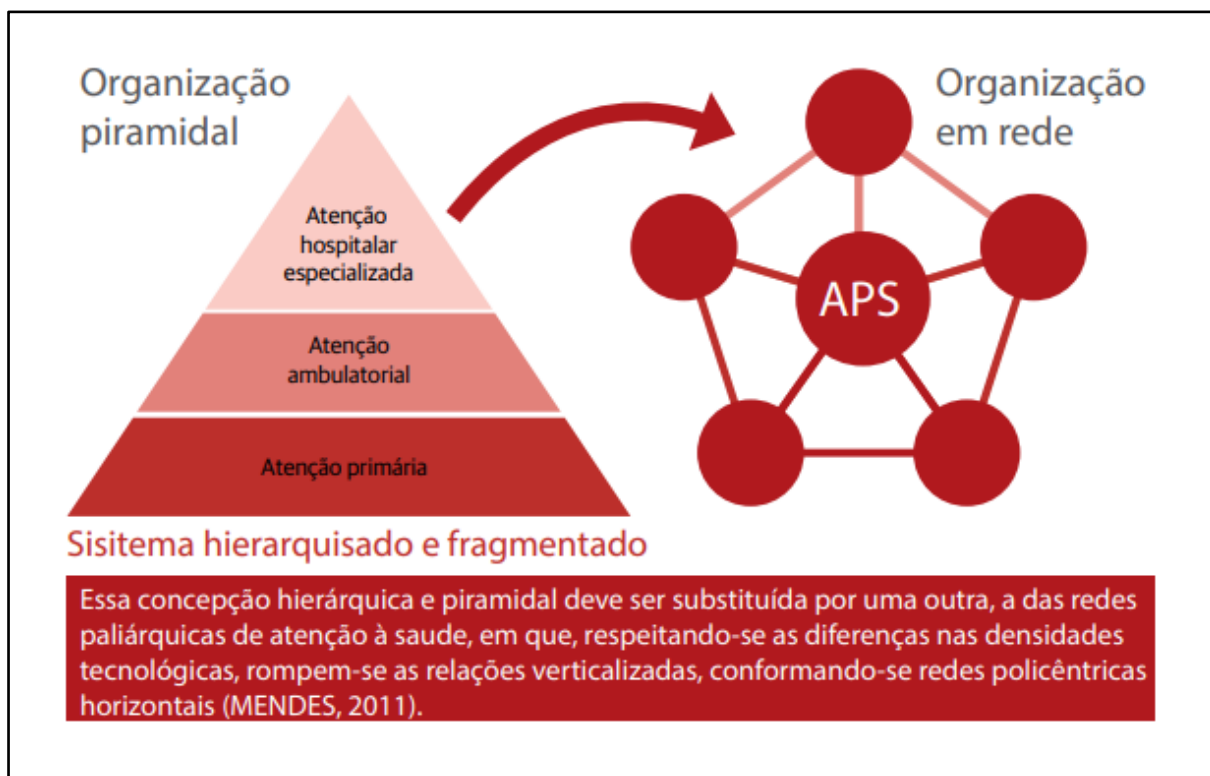 Organização
piramidal
Organização
em rede
Atenção
hospitalar
especializada
APS
Atenção
ambulatorial
Atenção primária
Sisitema hierarquisado e fragmentado
Essa concepção hierárquica e piramidal deve ser substituída por uma outra, a das redes
paliárquicas de atenção à saude, em que, respeitando-se as diferenças nas densidades
tecnológicas, rompem-se as relações verticalizadas, conformando-se redes policêntricas
horizontais (MENDES, 2011).